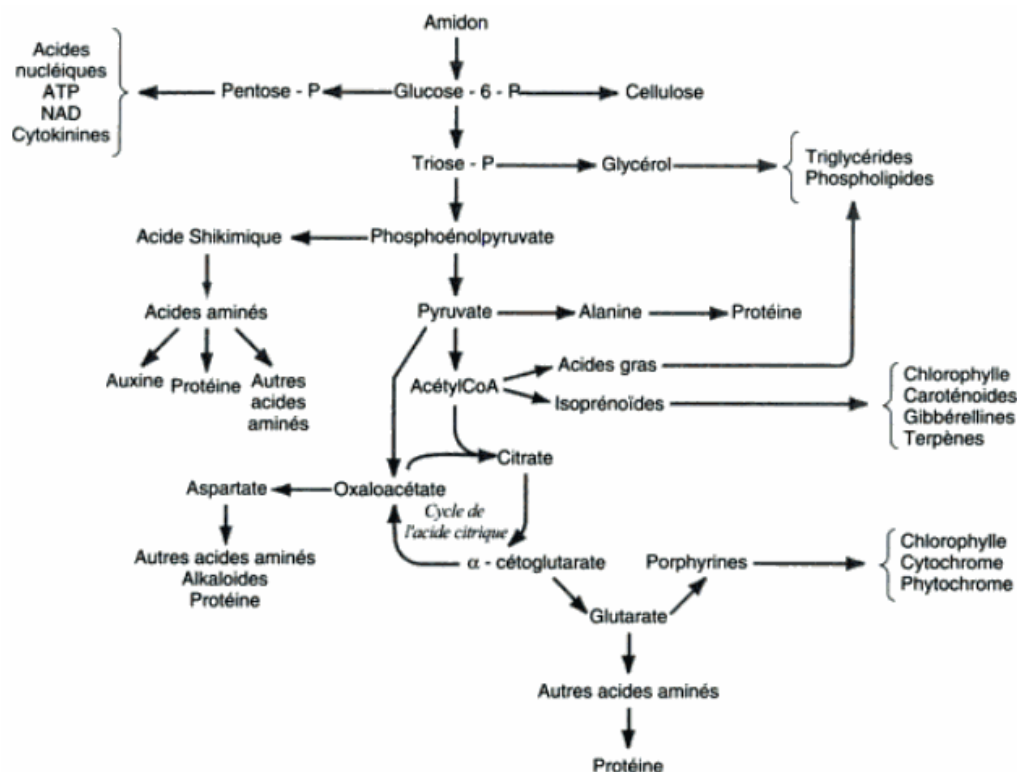 Amidon
Acides
nucléiques
ATP
NAD
Cytokinines
Pentose - P
Glucose - 6 - P
Cellulose
Triose - P
Glycérol
Triglycérides
Phospholipides
Acide Shikimique
Phosphoénolpyruvate
Acides aminés
Pyruvate
Alanine
Protéine
Auxine
Protéine
Autres
acides
aminés
AcétylCoA
Acides gras
Isoprénoïdes
Chlorophylle
Caroténoides
Gibbérellines
Terpènes
Citrate
Aspartate
Oxaloacétate
Cycle de
l'acide citrique
Autres acides aminés
Alkaloides
Protéine
α - cétoglutarate
Porphyrines
Chlorophylle
Cytochrome
Phytochrome
Glutarate
Autres acides aminés
Protéine